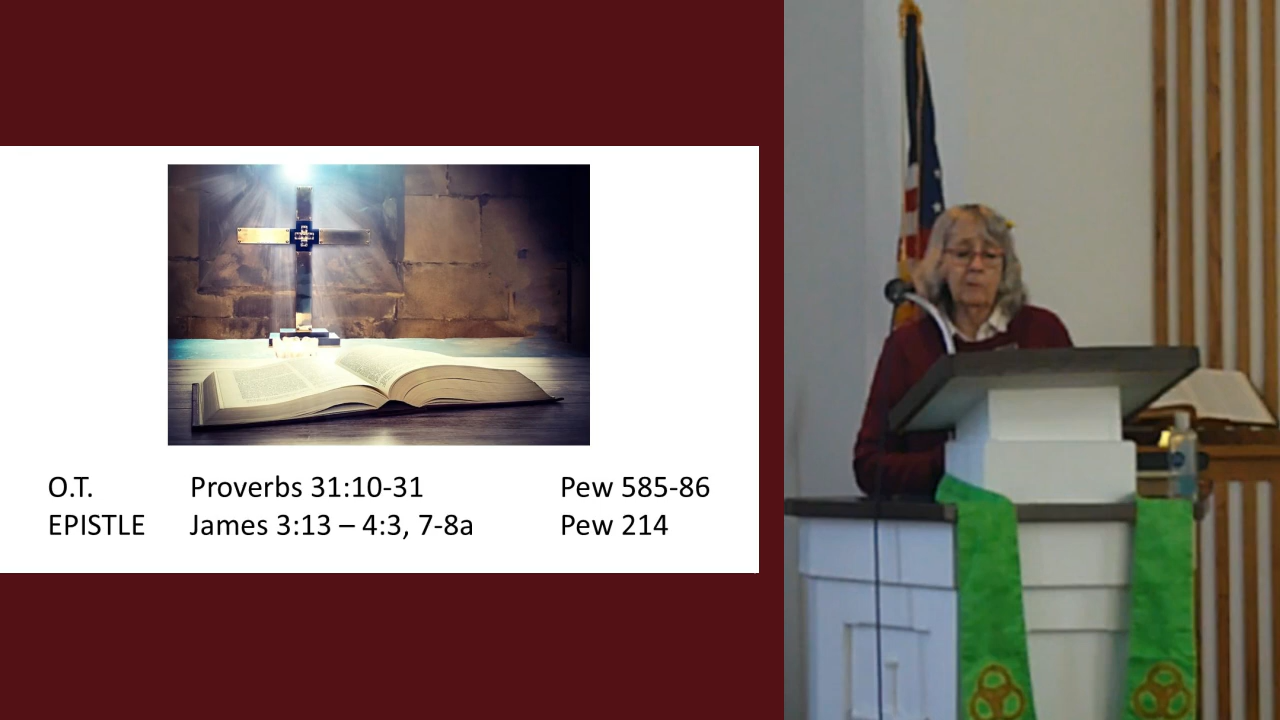 O.T. Proverbs 31:10-31 Pew 585-86
EPISTLE James 3:13 – 4:3, 7-8a Pew 214